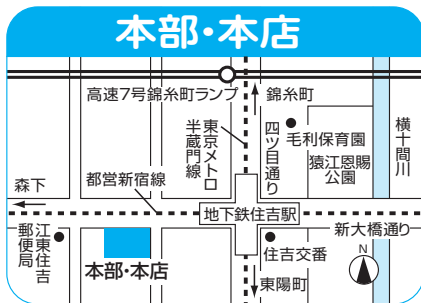 本部・本店
高速7号錦糸町ランプ
錦糸町
東京メトロ
半蔵門線
四ツ目通り
毛利保育園
猿江恩賜
公園
横十間川
森下
都営新宿線
地下鉄住吉駅
新大橋通り
江東住吉
郵便局
本部・本店
住吉交番
N
東陽町